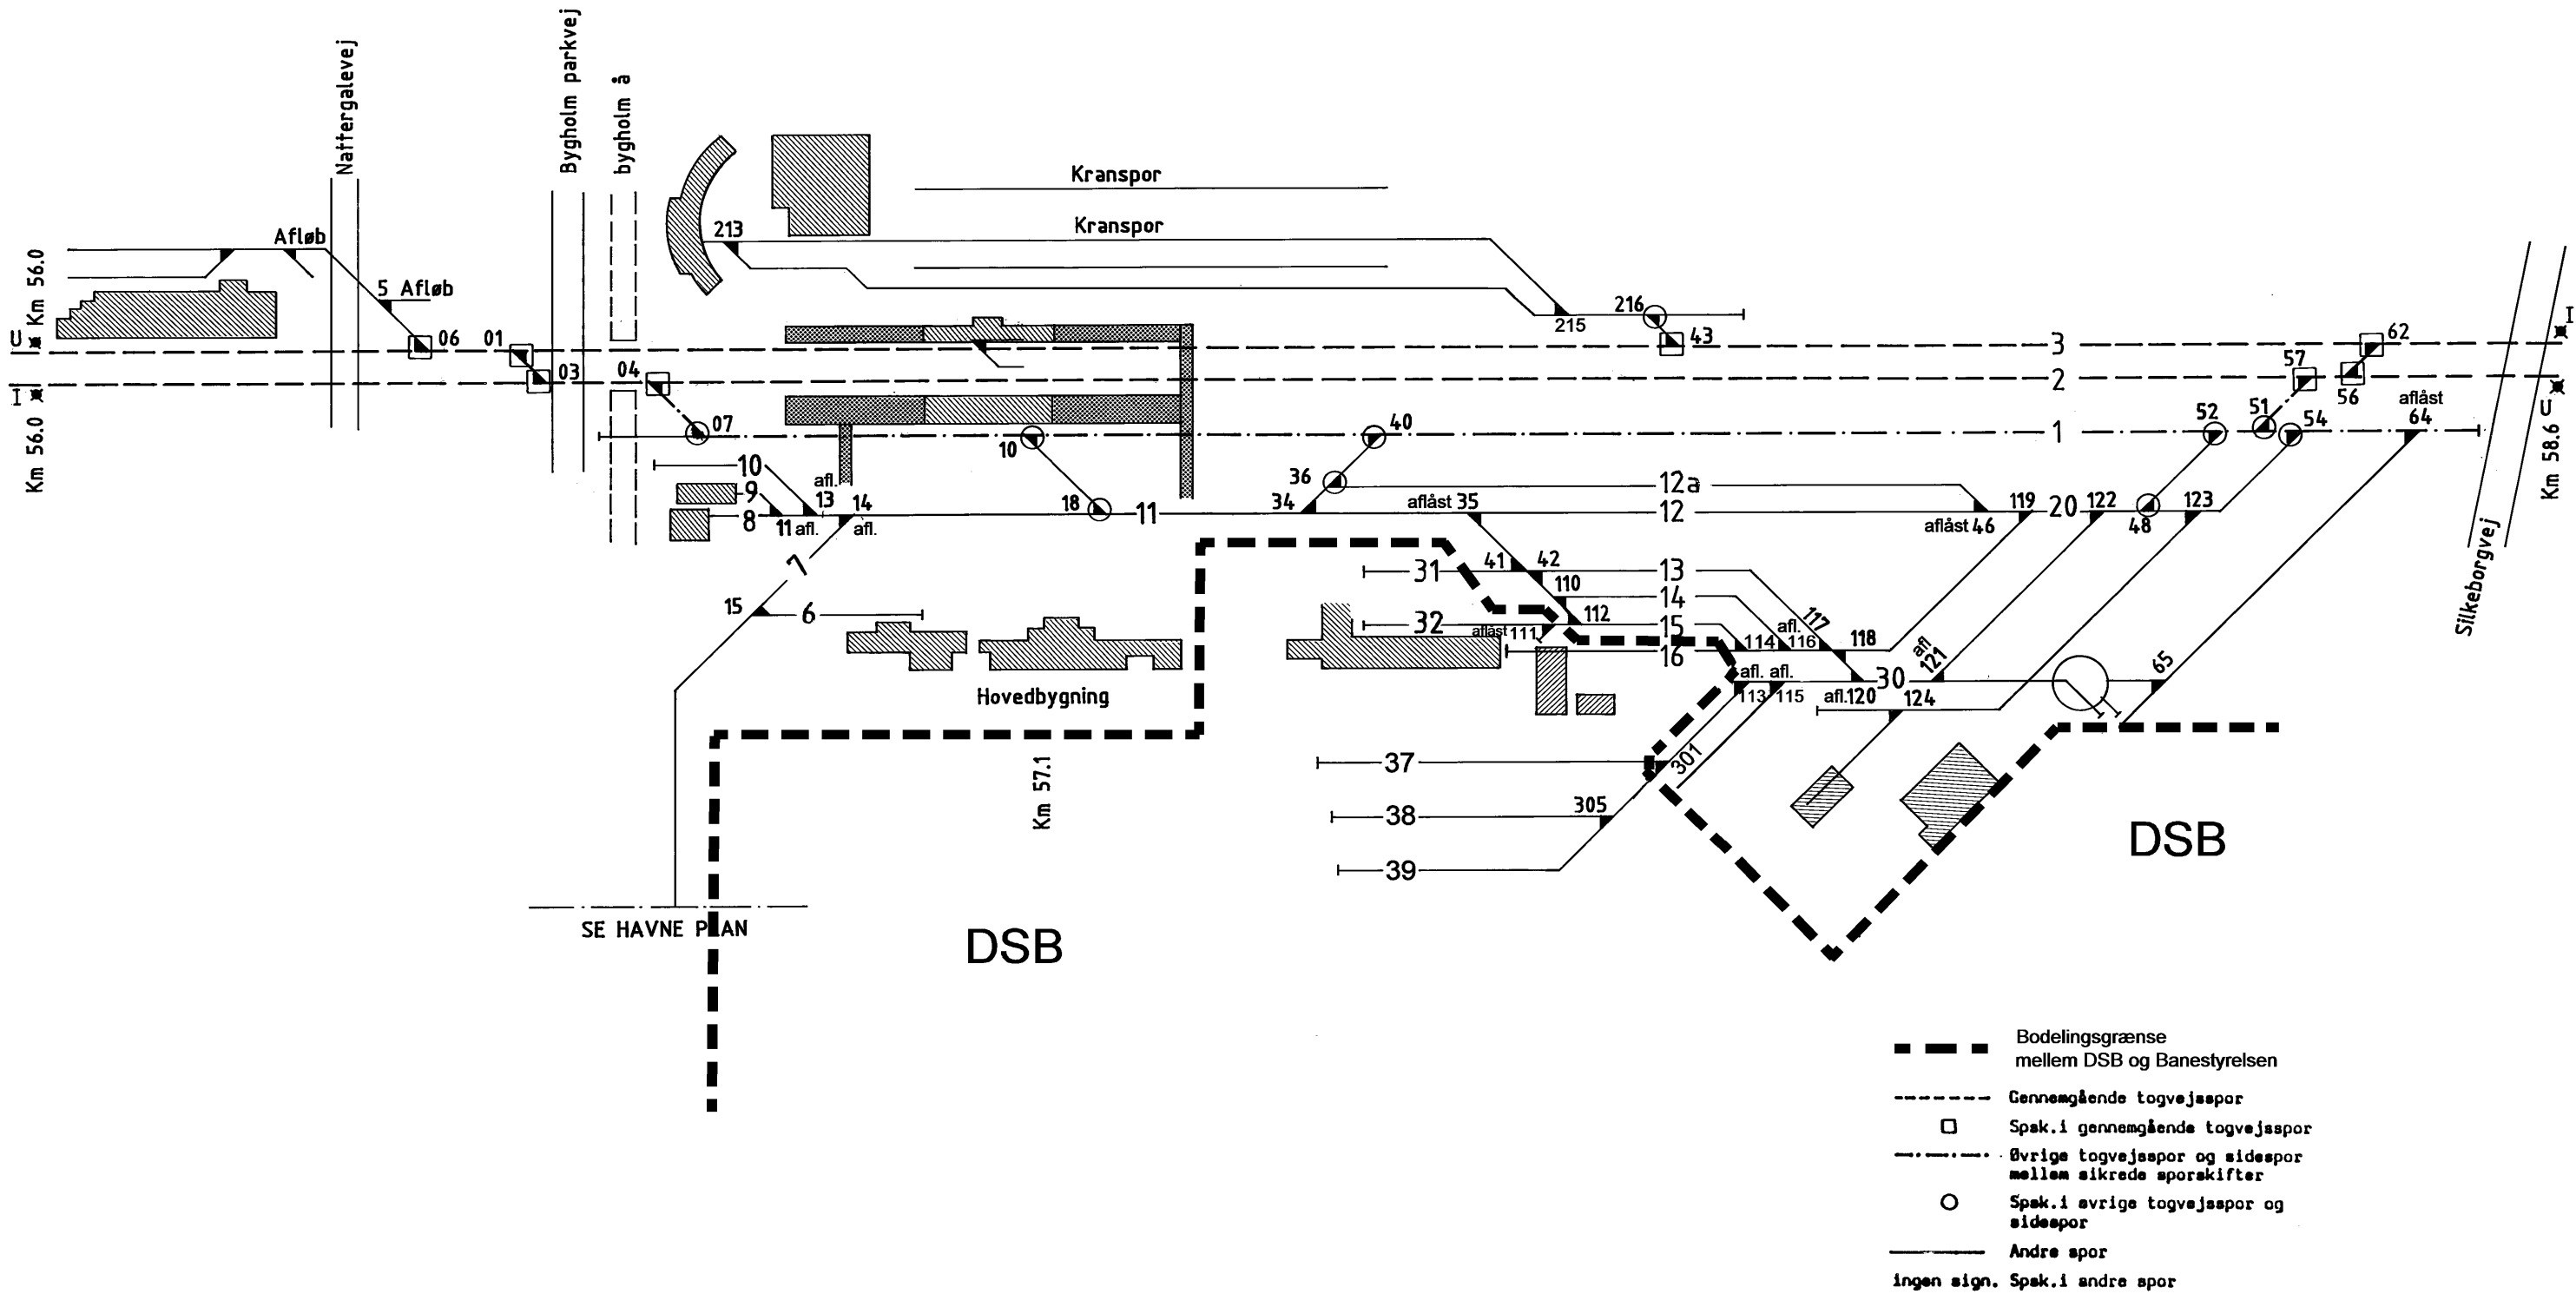 Nattergalevej
Bygholm parkvej
bygholm å
Kranspor
Kranspor
213
Afløb
5 Afløb
Km 56.0
U
06
01
03
04
I
Km 56.0
07
216
215
43
3
2
1
62
57
56
aflåst
64
52
51
54
I
U
Km 58.6
Silkeborgvej
10
9
8
11 afl.
afl.
13
14
afl.
10
18
11
40
36
34
aflåst 35
12a
12
aflåst 46
119
20
122
48
123
7
15
6
31
41
42
13
110
14
32
aflåst 111
112
15
16
114
afl.
116
117
118
afl. afl.
113
115
30
afl.120
afl
121
124
65
Hovedbygning
Km 57.1
37
301
38
305
39
SE HAVNE PLAN
DSB
DSB
Bodelingsgrænse
mellem DSB og Banestyrelsen
Gennemgående togvejsspor
Spsk.i gennemgående togvejsspor
Øvrige togvejsspor og sidespor
mellem sikrede sporskifter
Spsk.i øvrige togvejsspor og
sidespor
Andre spor
ingen sign. Spsk.i andre spor